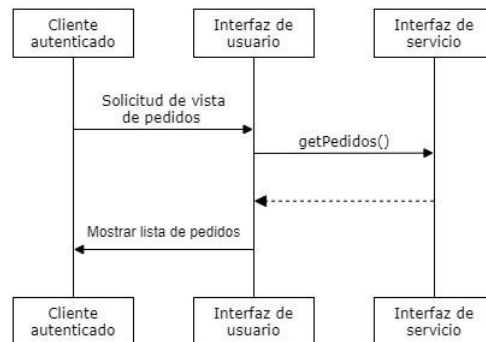 Cliente
autenticado
Interfaz de
usuario
Interfaz de
servicio
Solicitud de vista
de pedidos
getPedidos()
Mostrar lista de pedidos
Cliente
autenticado
Interfaz de
usuario
Interfaz de
servicio